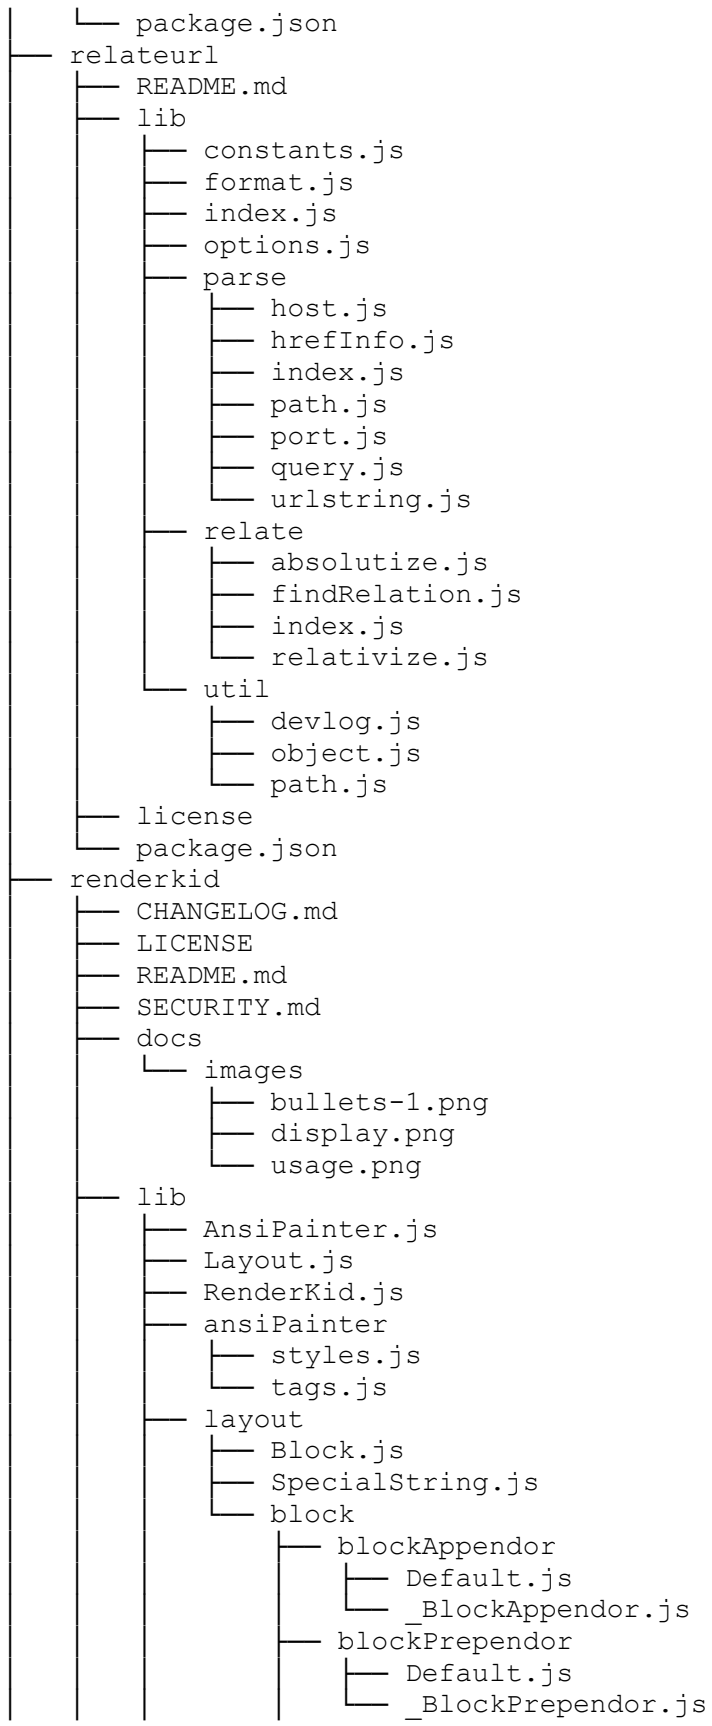 │   └── package.json
├── relateurl
│   ├── README.md
│   ├── lib
│   │   ├── constants.js
│   │   ├── format.js
│   │   ├── index.js
│   │   ├── options.js
│   │   ├── parse
│   │   │   ├── host.js
│   │   │   ├── hrefInfo.js
│   │   │   ├── index.js
│   │   │   ├── path.js
│   │   │   ├── port.js
│   │   │   ├── query.js
│   │   │   └── urlstring.js
│   │   ├── relate
│   │   │   ├── absolutize.js
│   │   │   ├── findRelation.js
│   │   │   ├── index.js
│   │   │   └── relativize.js
│   │   └── util
│   │       ├── devlog.js
│   │       ├── object.js
│   │       └── path.js
│   ├── license
│   └── package.json
├── renderkid
│   ├── CHANGELOG.md
│   ├── LICENSE
│   ├── README.md
│   ├── SECURITY.md
│   ├── docs
│   │   └── images
│   │       ├── bullets-1.png
│   │       ├── display.png
│   │       └── usage.png
│   ├── lib
│   │   ├── AnsiPainter.js
│   │   ├── Layout.js
│   │   ├── RenderKid.js
│   │   ├── ansiPainter
│   │   │   ├── styles.js
│   │   │   └── tags.js
│   │   ├── layout
│   │   │   ├── Block.js
│   │   │   ├── SpecialString.js
│   │   │   └── block
│   │   │       ├── blockAppendor
│   │   │       │   ├── Default.js
│   │   │       │   └── _BlockAppendor.js
│   │   │       ├── blockPrependor
│   │   │       │   ├── Default.js
│   │   │       │   └── _BlockPrependor.js